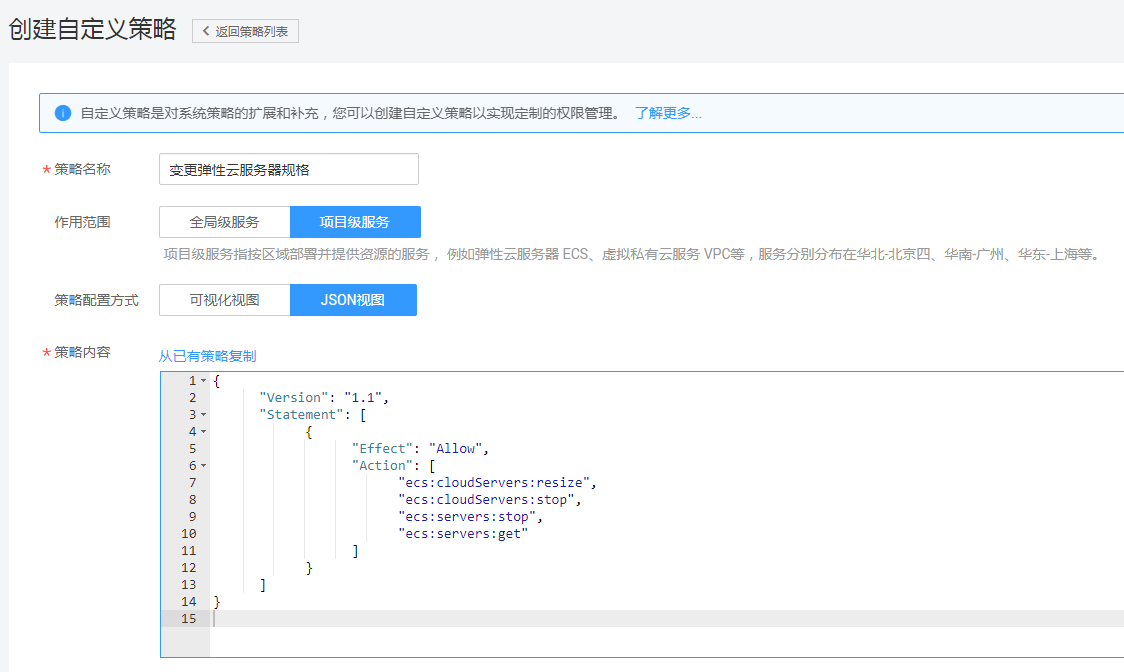 创建自定义策略 返回策略列表
自定义策略是对系统策略的扩展和补充，您可以创建自定义策略以实现定制的权限管理。 了解更多...
* 策略名称 变更弹性云服务器规格
作用范围 全局级服务 项目级服务
项目级服务指按区域部署并提供资源的服务 ，例如弹性云服务器 ECS、虚拟私有云服务 VPC等，服务分别分布在华北-北京四、华南-广州、华东-上海等。
策略配置方式 可视化视图 JSON视图
* 策略内容 从已有策略复制
1 {
2 "Version": "1.1",
3 "Statement": [
4 {
5 "Effect": "Allow",
6 "Action": [
7 "ecs:cloudServers:resize",
8 "ecs:cloudServers:stop",
9 "ecs:servers:stop",
10 "ecs:servers:get"
11 ]
12 }
13 ]
14 }
15